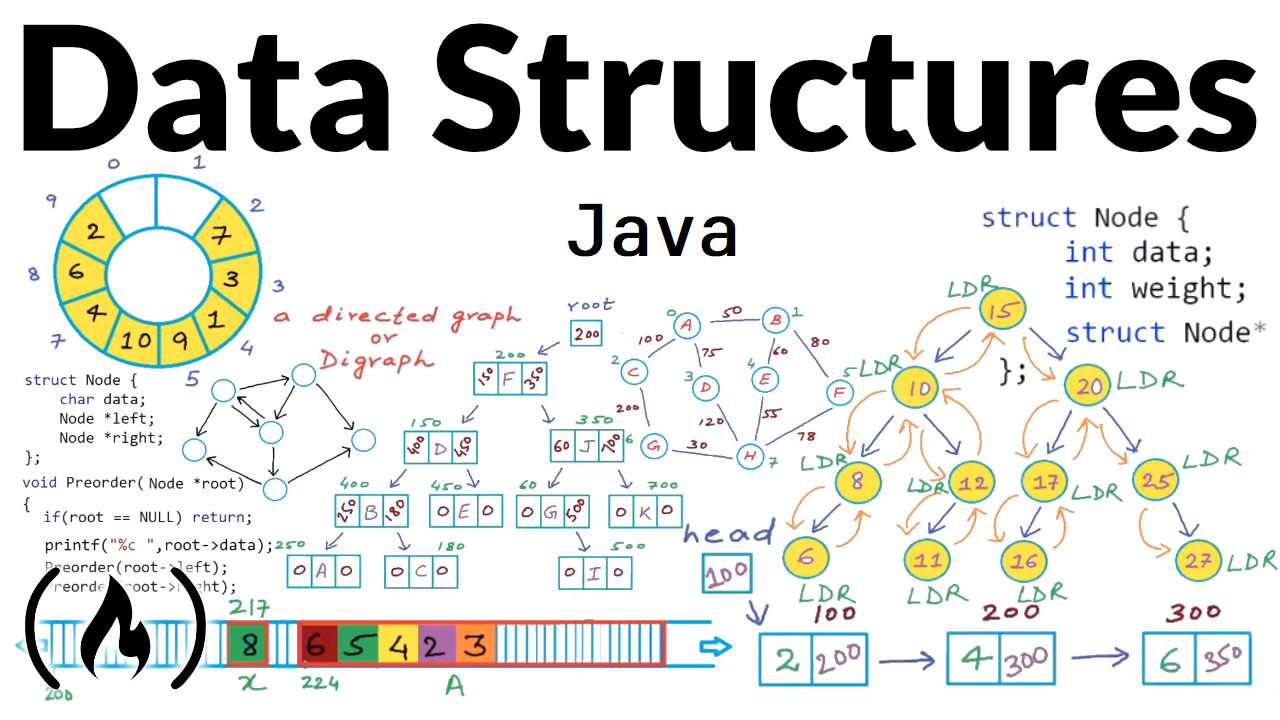 Data Structures
Java
0 1
9 2
8 3
7 4
5
2 7
6 3
4 1
10 9
a directed graph
or
Digraph
struct Node {
char data;
Node *left;
Node *right;
};
void Preorder( Node *root)
{
if(root == NULL) return;
printf("%c ",root->data);
root
200
200
150 F 350
150
400 D 450
350
60 J 700
400
250 B 180
450
0 E 0
60
0 G 500
700
0 K 0
250
0 A 0
180
0 C 0
500
0 I 0
0 A 50 B 1
100 75 60 80
2 C 3 D 4 E 5 F
200 120 55 78
6 G 30 H 7
struct Node {
int data;
int weight;
struct Node*
};
LDR 15
LDR 10
20 LDR
LDR 8
LDR 12
17 LDR
25 LDR
6 LDR
11 LDR
16 LDR
27 LDR
head
100
100 200 300
2 200
4 300
6 350
217
8 6 5 4 2 3
x 224 A
200